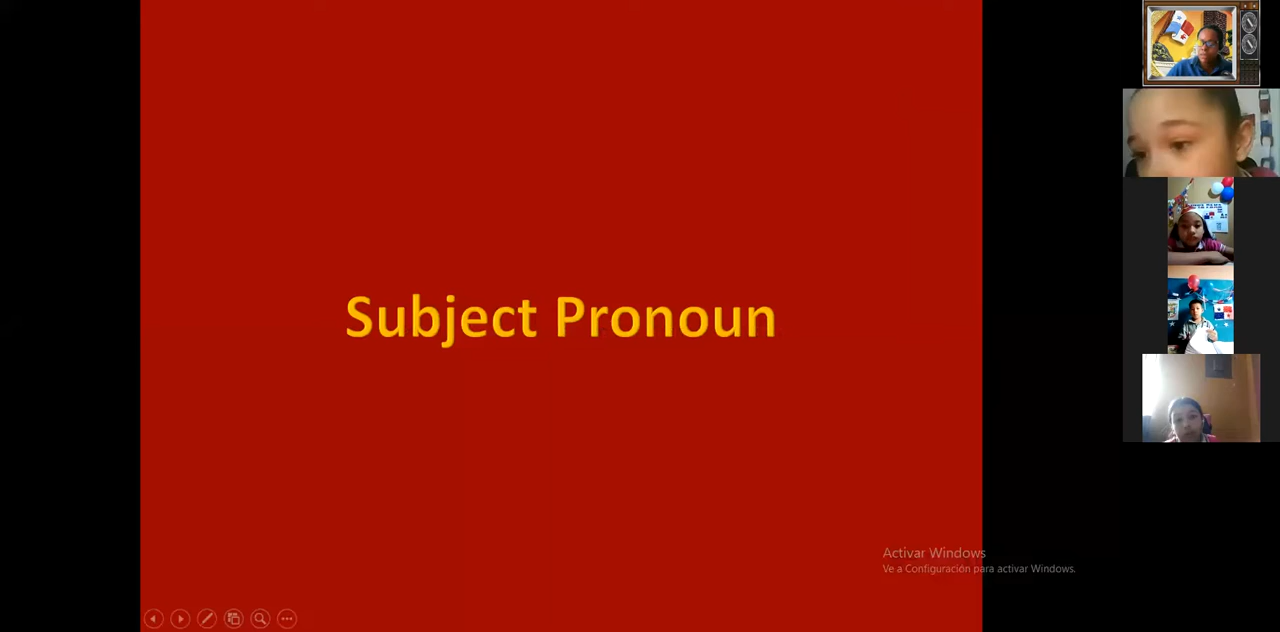 Subject Pronoun
Activar Windows
Ve a Configuración para activar Windows.